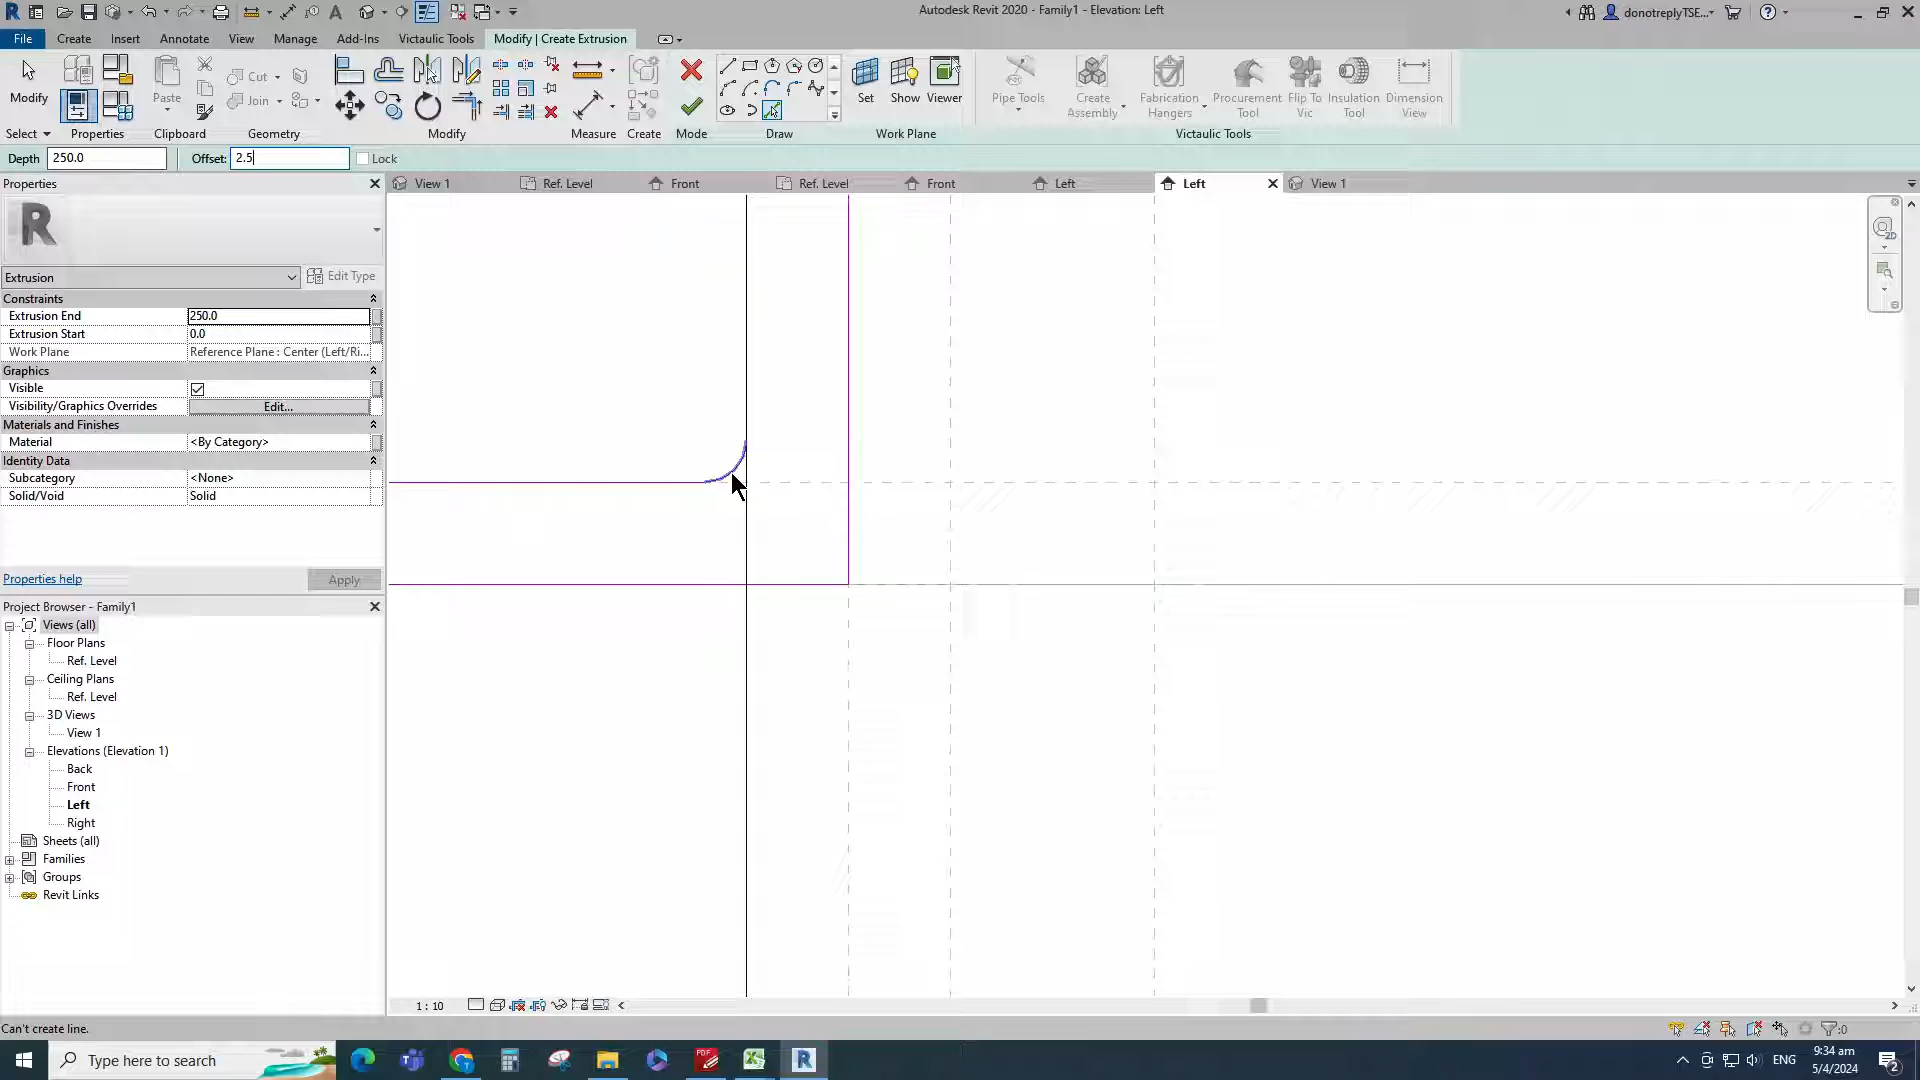 Autodesk Revit 2020 - Family1 - Elevation: Left
donotreplyTSE...
File
Create
Insert
Annotate
View
Manage
Add-Ins
Victaulic Tools
Modify | Create Extrusion
Modify
Paste
Cut
Join
Set
Show
Viewer
Pipe Tools
Create Assembly
Fabrication Hangers
Procurement Tool
Flip To Vic
Insulation Tool
Dimension View
Select
Properties
Clipboard
Geometry
Modify
Measure
Create
Mode
Draw
Work Plane
Victaulic Tools
Depth 250.0
Offset: 2.5
Lock
Properties
View 1
Ref. Level
Front
Ref. Level
Front
Left
Left
View 1
2D
R
Extrusion
Edit Type
Constraints
Extrusion End 250.0
Extrusion Start 0.0
Work Plane Reference Plane : Center (Left/Ri...
Graphics
Visible
Visibility/Graphics Overrides Edit...
Materials and Finishes
Material <By Category>
Identity Data
Subcategory <None>
Solid/Void Solid
Properties help
Apply
Project Browser - Family1
Views (all)
Floor Plans
Ref. Level
Ceiling Plans
Ref. Level
3D Views
View 1
Elevations (Elevation 1)
Back
Front
Left
Right
Sheets (all)
Families
Groups
Revit Links
1 : 10
Can't create line.
:0
Type here to search
PDF
R
ENG
9:34 am
5/4/2024
2